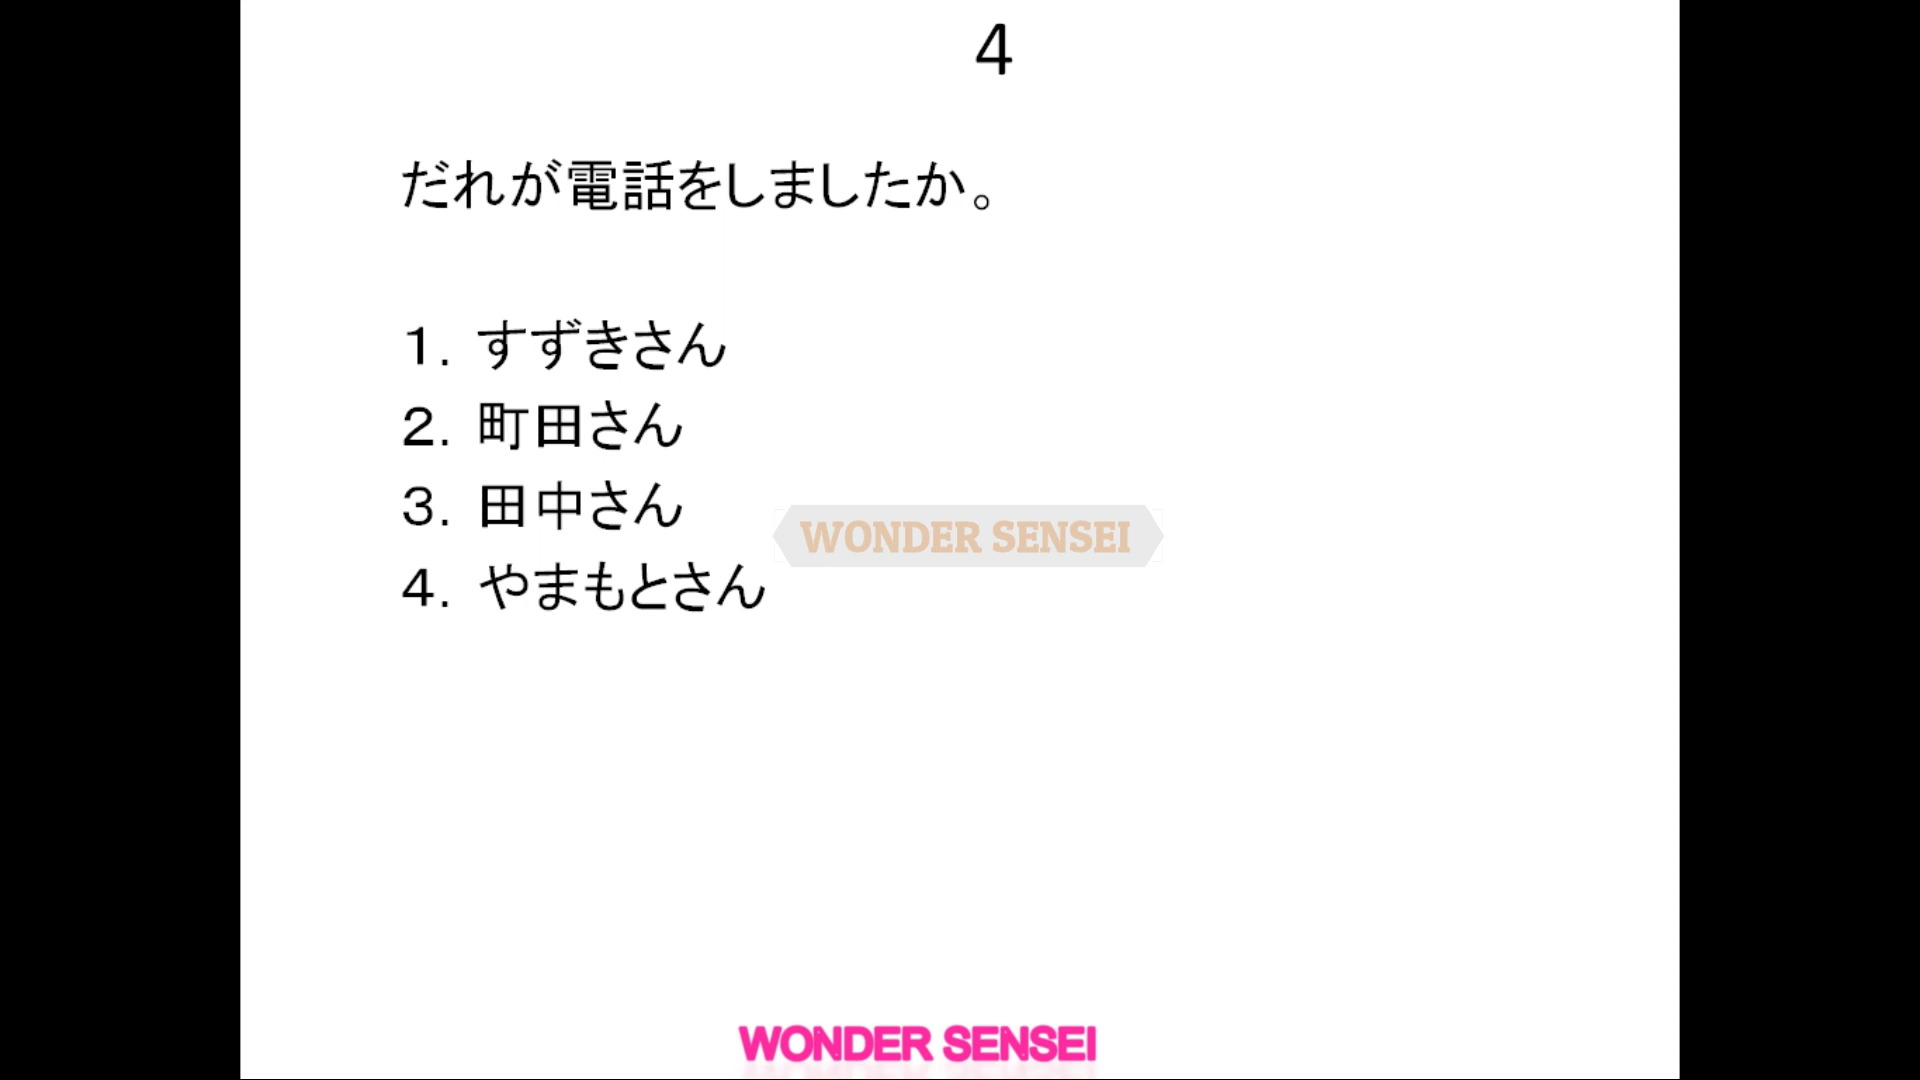 4
だれが電話をしましたか。
1. すずきさん
2. 町田さん
3. 田中さん
4. やまもとさん
WONDER SENSEI
WONDER SENSEI